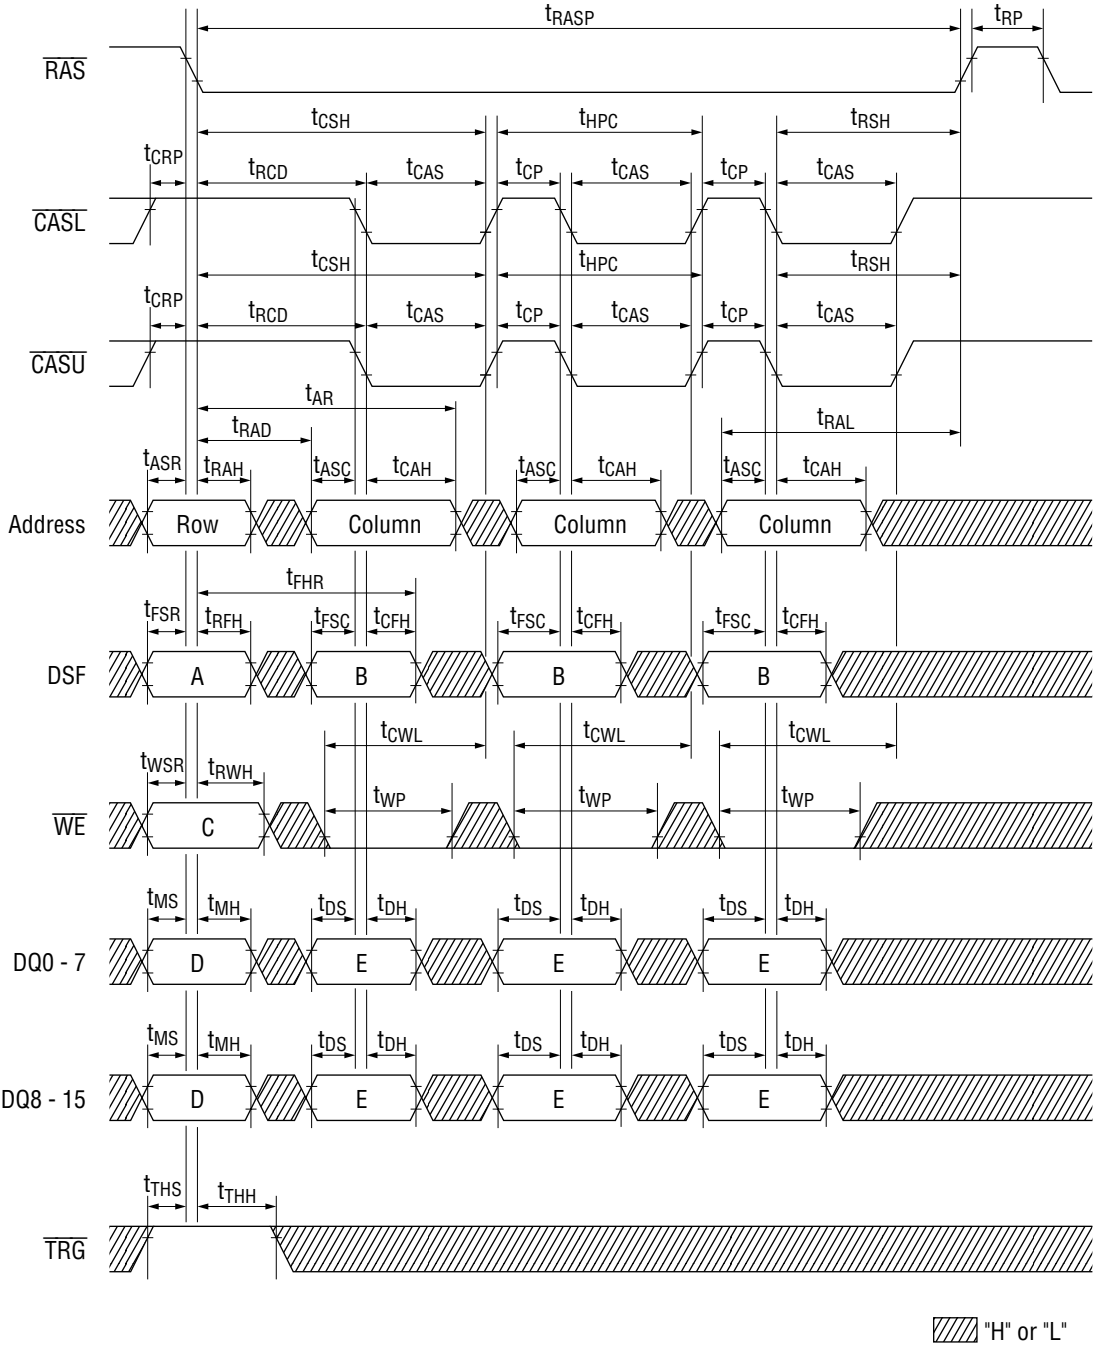 tRASP tRP
RAS
tCSH tHPC tRSH
tCRP tRCD tCAS tCP tCAS tCP tCAS
CASL
tCSH tHPC tRSH
tCRP tRCD tCAS tCP tCAS tCP tCAS
CASU
tAR
tRAD tRAL
tASR tRAH tASC tCAH tASC tCAH tASC tCAH
Address Row Column Column Column
tFHR
tFSR tRFH tFSC tCFH tFSC tCFH tFSC tCFH
DSF A B B B
tCWL tCWL tCWL
tWSR tRWH tWP tWP tWP
WE C
tMS tMH tDS tDH tDS tDH tDS tDH
DQ0 - 7 D E E E
tMS tMH tDS tDH tDS tDH tDS tDH
DQ8 - 15 D E E E
tTHS tTHH
TRG
"H" or "L"